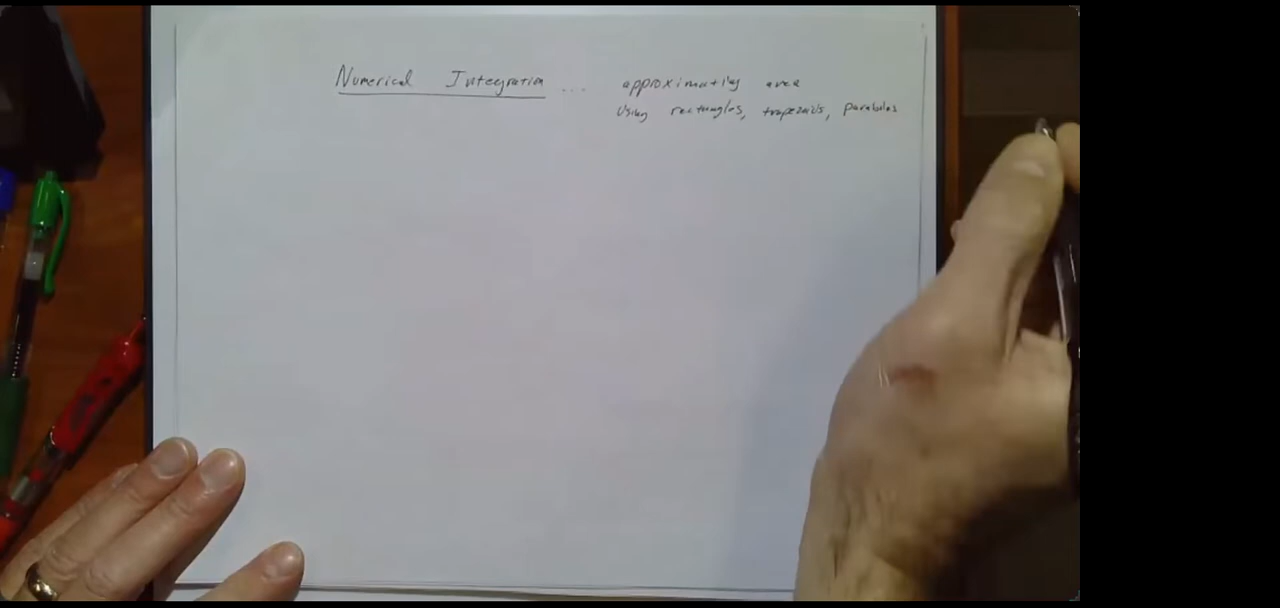 Numerical Integration ... approximating area
using rectangles, trapezoids, parabolas